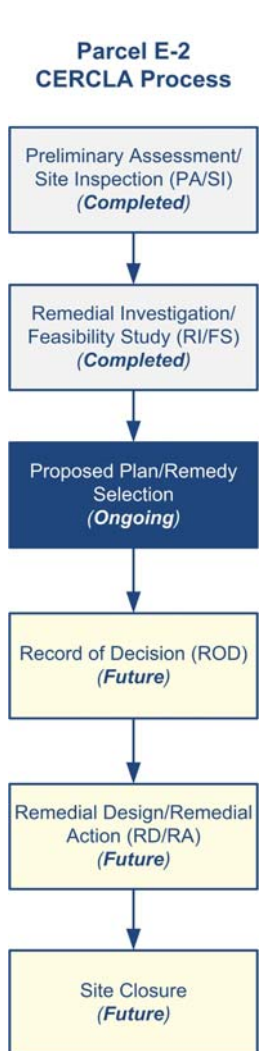 Parcel E-2
CERCLA Process
Preliminary Assessment/
Site Inspection (PA/SI)
(Completed)
Remedial Investigation/
Feasibility Study (RI/FS)
(Completed)
Proposed Plan/Remedy
Selection
(Ongoing)
Record of Decision (ROD)
(Future)
Remedial Design/Remedial
Action (RD/RA)
(Future)
Site Closure
(Future)